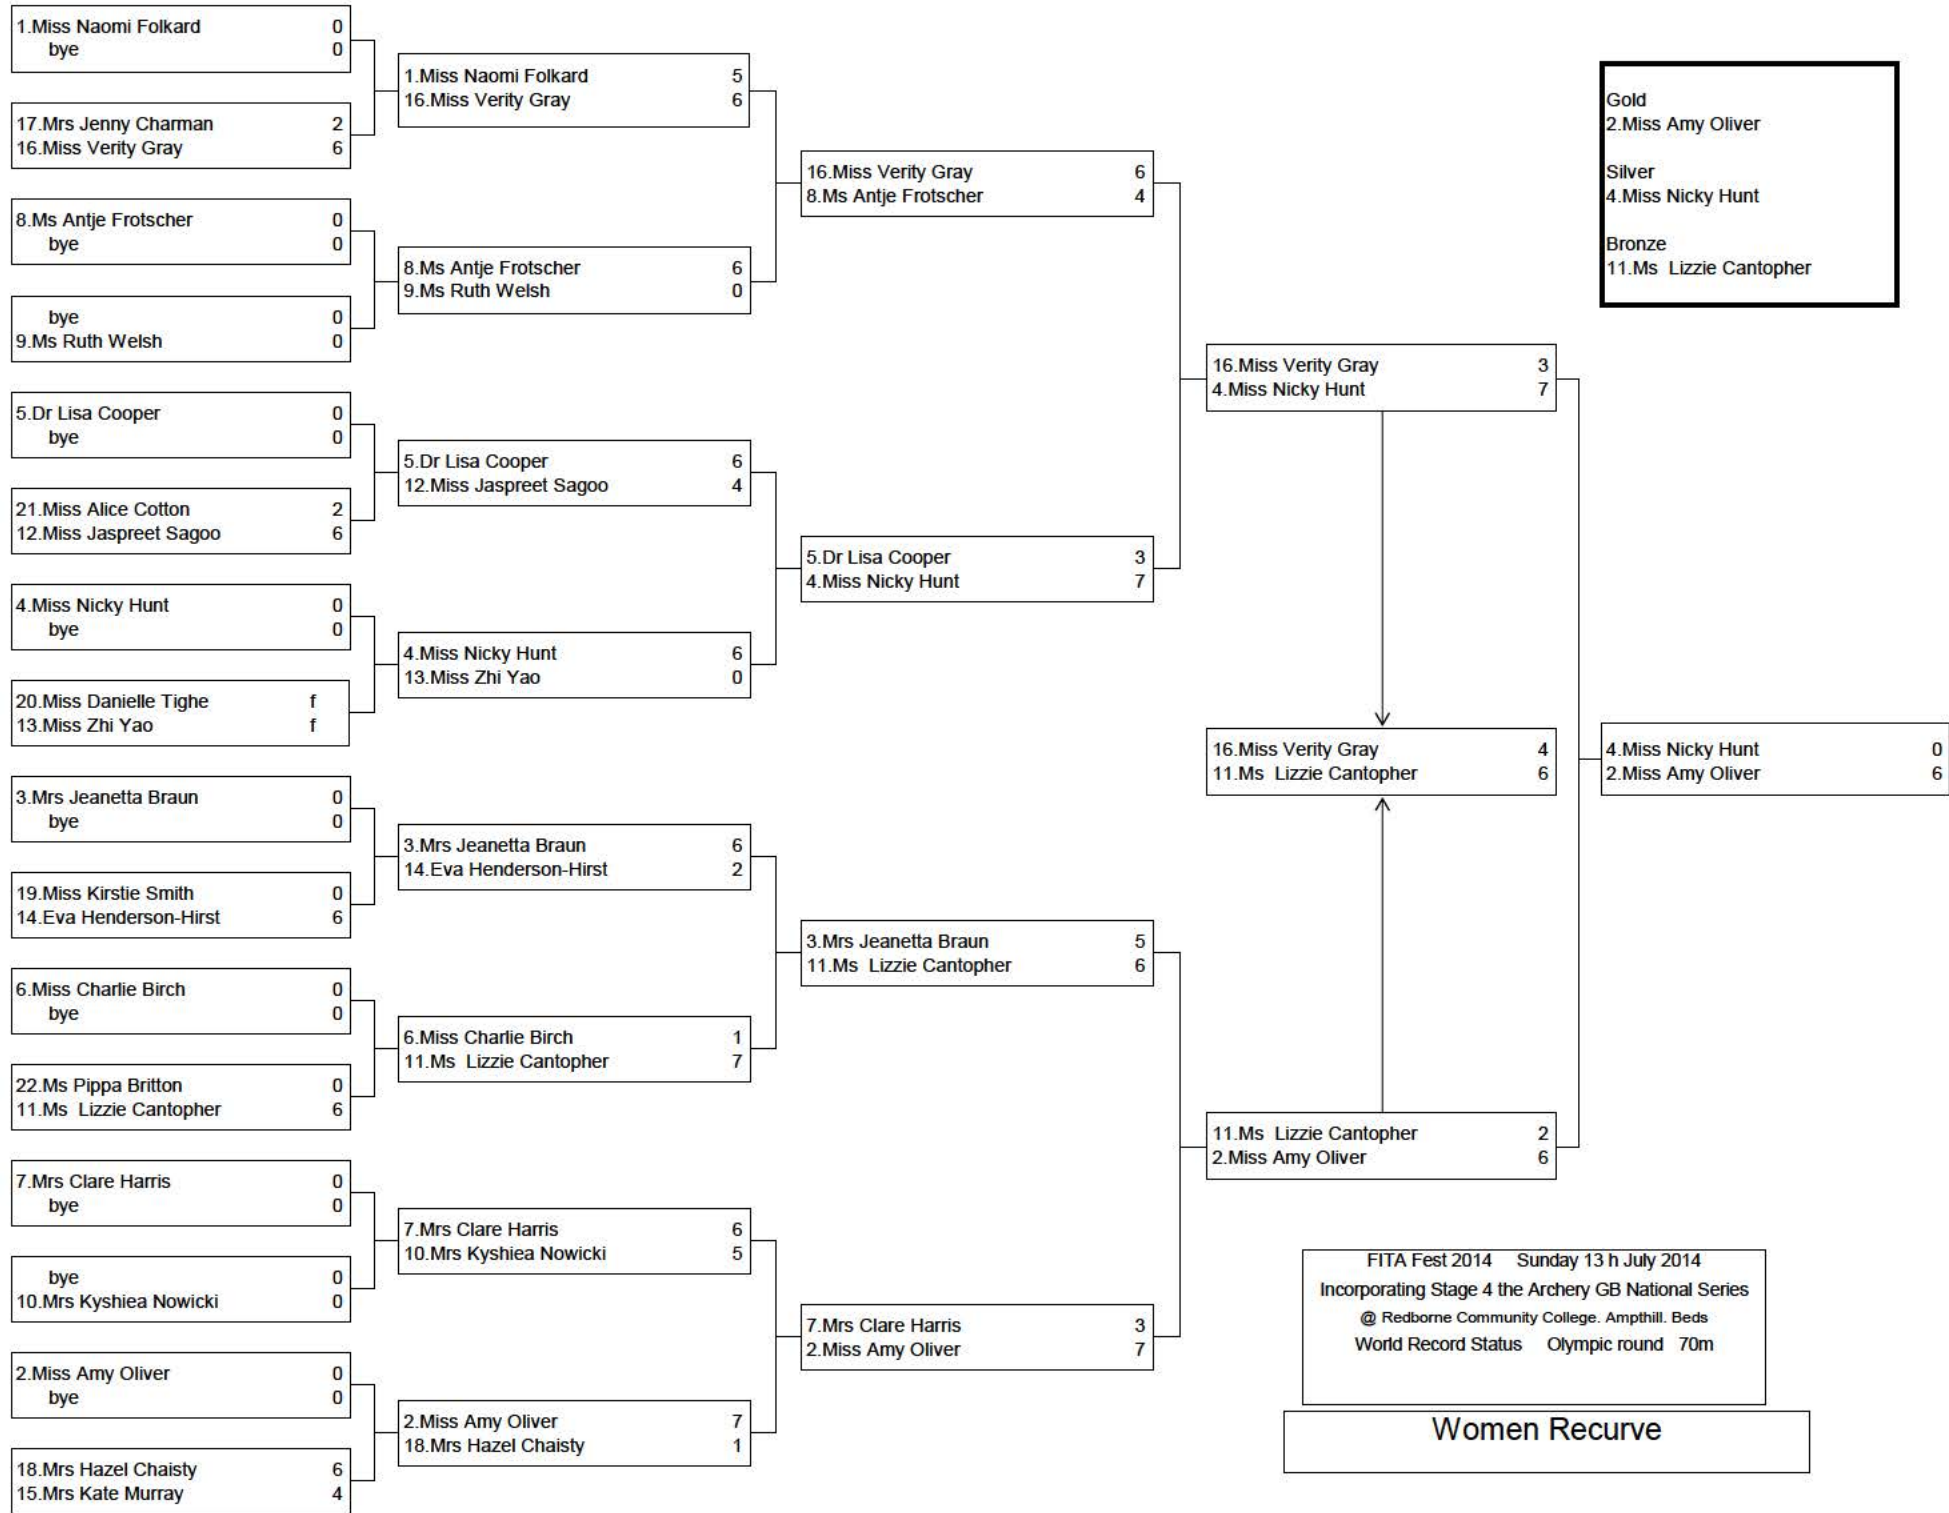 1.Miss Naomi Folkard 0
bye 0
17.Mrs Jenny Charman 2
16.Miss Verity Gray 6
8.Ms Antje Frotscher 0
bye 0
bye 0
9.Ms Ruth Welsh 0
5.Dr Lisa Cooper 0
bye 0
21.Miss Alice Cotton 2
12.Miss Jaspreet Sagoo 6
4.Miss Nicky Hunt 0
bye 0
20.Miss Danielle Tighe f
13.Miss Zhi Yao f
3.Mrs Jeanetta Braun 0
bye 0
19.Miss Kirstie Smith 0
14.Eva Henderson-Hirst 6
6.Miss Charlie Birch 0
bye 0
22.Ms Pippa Britton 0
11.Ms Lizzie Cantopher 6
7.Mrs Clare Harris 0
bye 0
bye 0
10.Mrs Kyshiea Nowicki 0
2.Miss Amy Oliver 0
bye 0
18.Mrs Hazel Chaisty 6
15.Mrs Kate Murray 4
1.Miss Naomi Folkard 5
16.Miss Verity Gray 6
8.Ms Antje Frotscher 6
9.Ms Ruth Welsh 0
5.Dr Lisa Cooper 6
12.Miss Jaspreet Sagoo 4
4.Miss Nicky Hunt 6
13.Miss Zhi Yao 0
3.Mrs Jeanetta Braun 6
14.Eva Henderson-Hirst 2
6.Miss Charlie Birch 1
11.Ms Lizzie Cantopher 7
7.Mrs Clare Harris 6
10.Mrs Kyshiea Nowicki 5
2.Miss Amy Oliver 7
18.Mrs Hazel Chaisty 1
16.Miss Verity Gray 6
8.Ms Antje Frotscher 4
5.Dr Lisa Cooper 3
4.Miss Nicky Hunt 7
3.Mrs Jeanetta Braun 5
11.Ms Lizzie Cantopher 6
7.Mrs Clare Harris 3
2.Miss Amy Oliver 7
16.Miss Verity Gray 3
4.Miss Nicky Hunt 7
16.Miss Verity Gray 4
11.Ms Lizzie Cantopher 6
11.Ms Lizzie Cantopher 2
2.Miss Amy Oliver 6
4.Miss Nicky Hunt 0
2.Miss Amy Oliver 6
Gold
2.Miss Amy Oliver
Silver
4.Miss Nicky Hunt
Bronze
11.Ms Lizzie Cantopher
FITA Fest 2014 Sunday 13 h July 2014
Incorporating Stage 4 the Archery GB National Series
@ Redborne Community College. Ampthill. Beds
World Record Status Olympic round 70m
Women Recurve